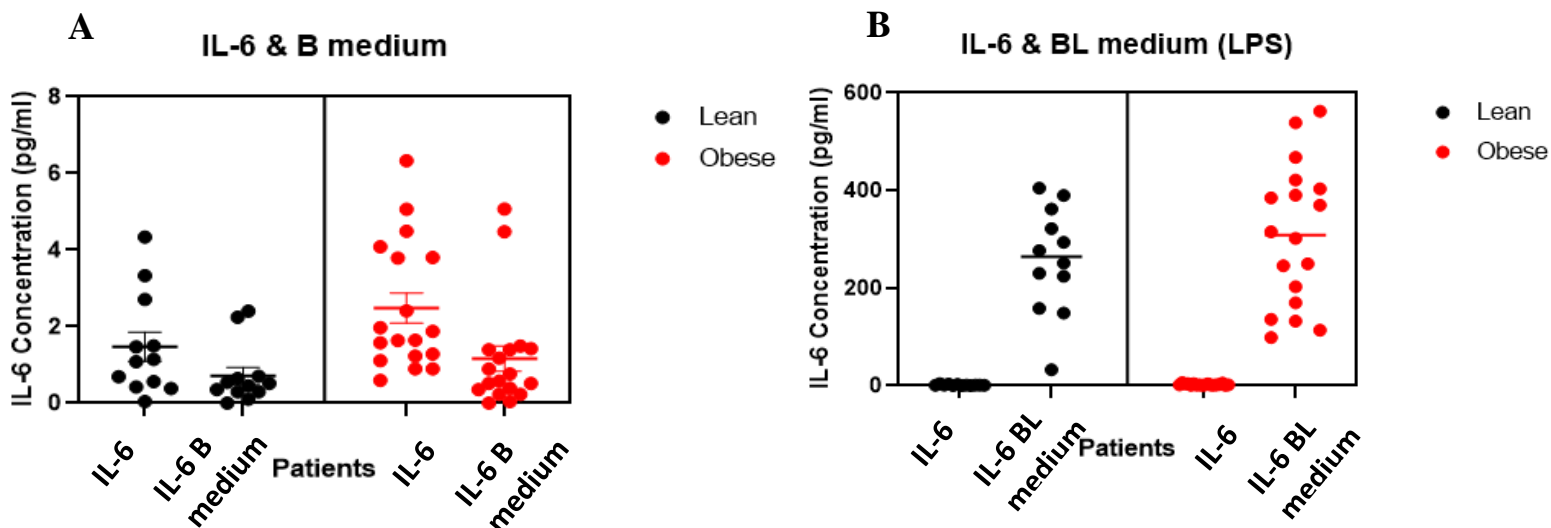 A
IL-6 & B medium
IL-6 Concentration (pg/ml)
8
6
4
2
0
IL-6
IL-6 B
medium
Patients
IL-6
IL-6 B
medium
Lean
Obese
B
IL-6 & BL medium (LPS)
IL-6 Concentration (pg/ml)
600
400
200
0
IL-6
IL-6 BL
medium
Patients
IL-6
IL-6 BL
medium
Lean
Obese